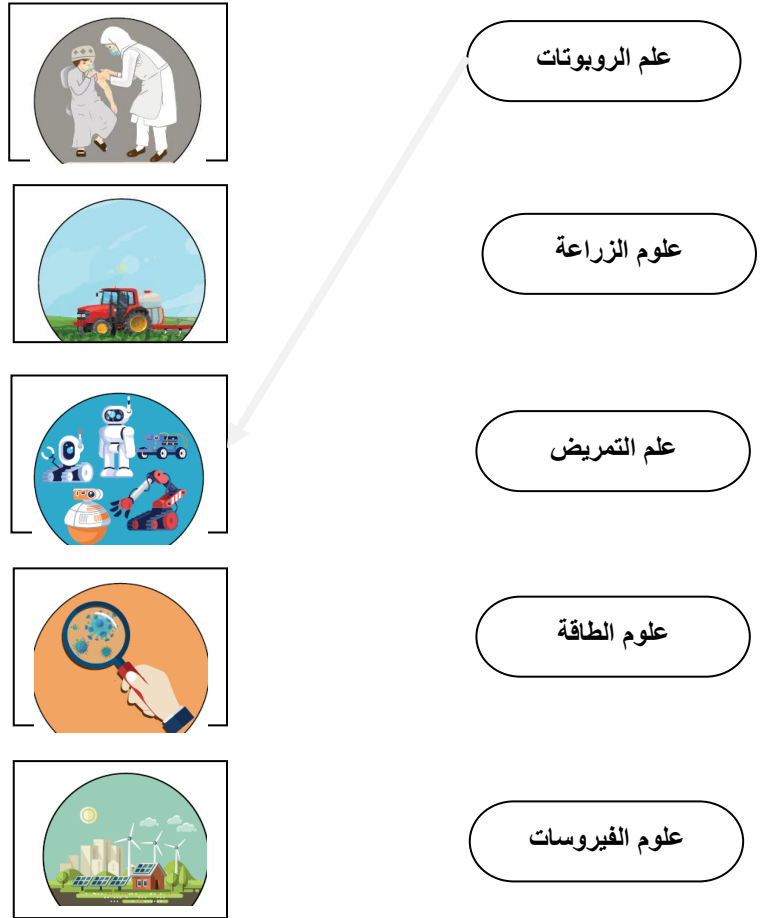 علم الروبوتات
علوم الزراعة
علم التمريض
علوم الطاقة
علوم الفيروسات